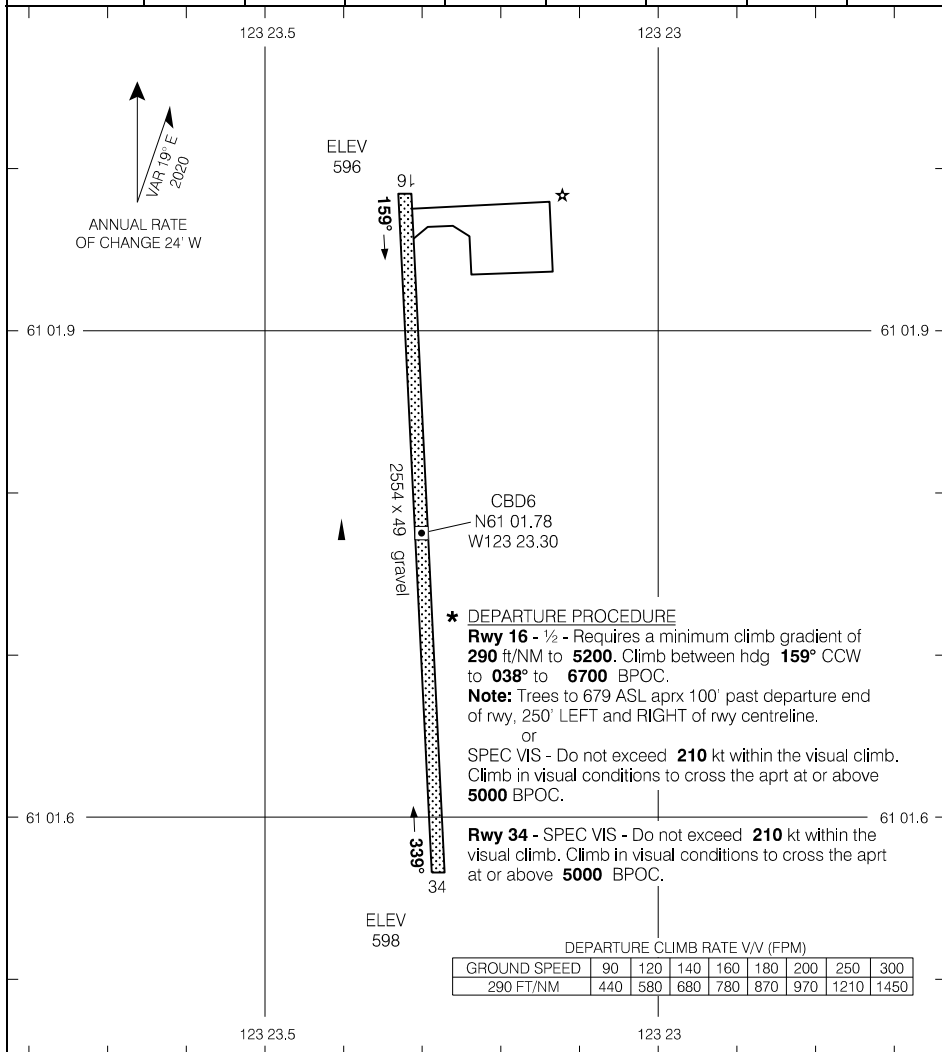 123 23.5
123 23
VAR 19° E
2020
ANNUAL RATE
OF CHANGE 24' W
ELEV
596
16
159°
61 01.9
61 01.9
2554 x 49 gravel
CBD6
N61 01.78
W123 23.30
* DEPARTURE PROCEDURE
Rwy 16 - ½ - Requires a minimum climb gradient of
290 ft/NM to 5200. Climb between hdg 159° CCW
to 038° to 6700 BPOC.
Note: Trees to 679 ASL aprx 100' past departure end
of rwy, 250' LEFT and RIGHT of rwy centreline.
or
SPEC VIS - Do not exceed 210 kt within the visual climb.
Climb in visual conditions to cross the aprt at or above
5000 BPOC.
61 01.6
61 01.6
Rwy 34 - SPEC VIS - Do not exceed 210 kt within the
visual climb. Climb in visual conditions to cross the aprt
at or above 5000 BPOC.
339°
34
ELEV
598
DEPARTURE CLIMB RATE V/V (FPM)
GROUND SPEED 90 120 140 160 180 200 250 300
290 FT/NM 440 580 680 780 870 970 1210 1450
123 23.5
123 23